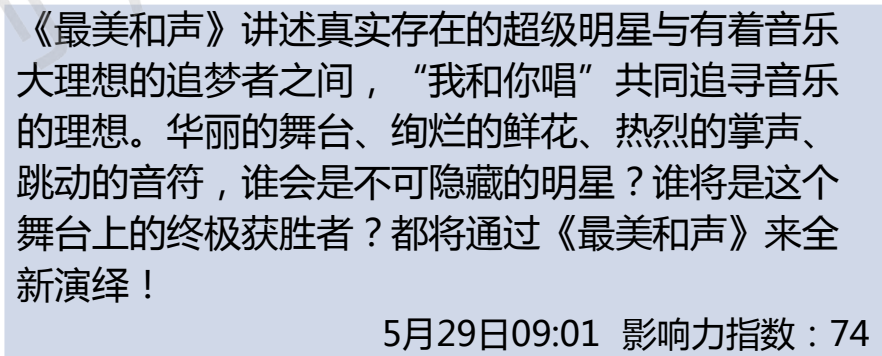 《最美和声》讲述真实存在的超级明星与有着音乐
大理想的追梦者之间，“我和你唱”共同追寻音乐
的理想。华丽的舞台、绚烂的鲜花、热烈的掌声、
跳动的音符，谁会是不可隐藏的明星？谁将是这个
舞台上的终极获胜者？都将通过《最美和声》来全
新演绎！
5月29日09:01 影响力指数：74